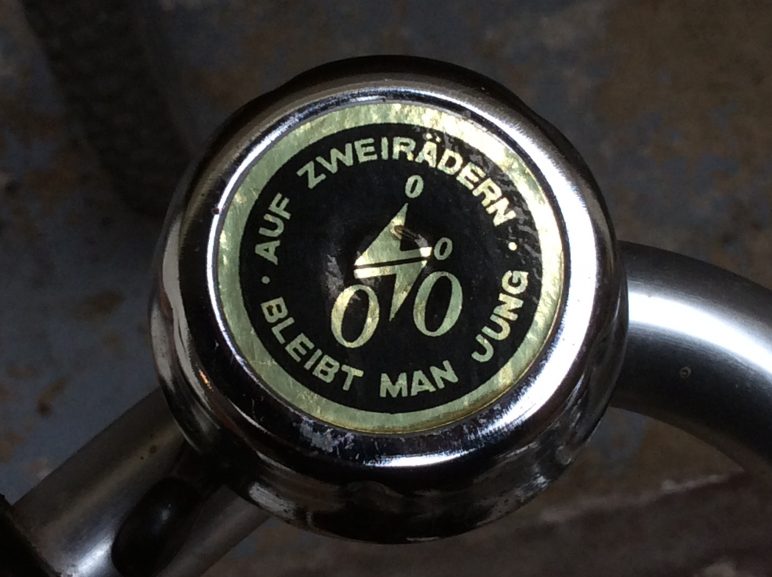 · AUF ZWEIRÄDERN ·
BLEIBT MAN JUNG